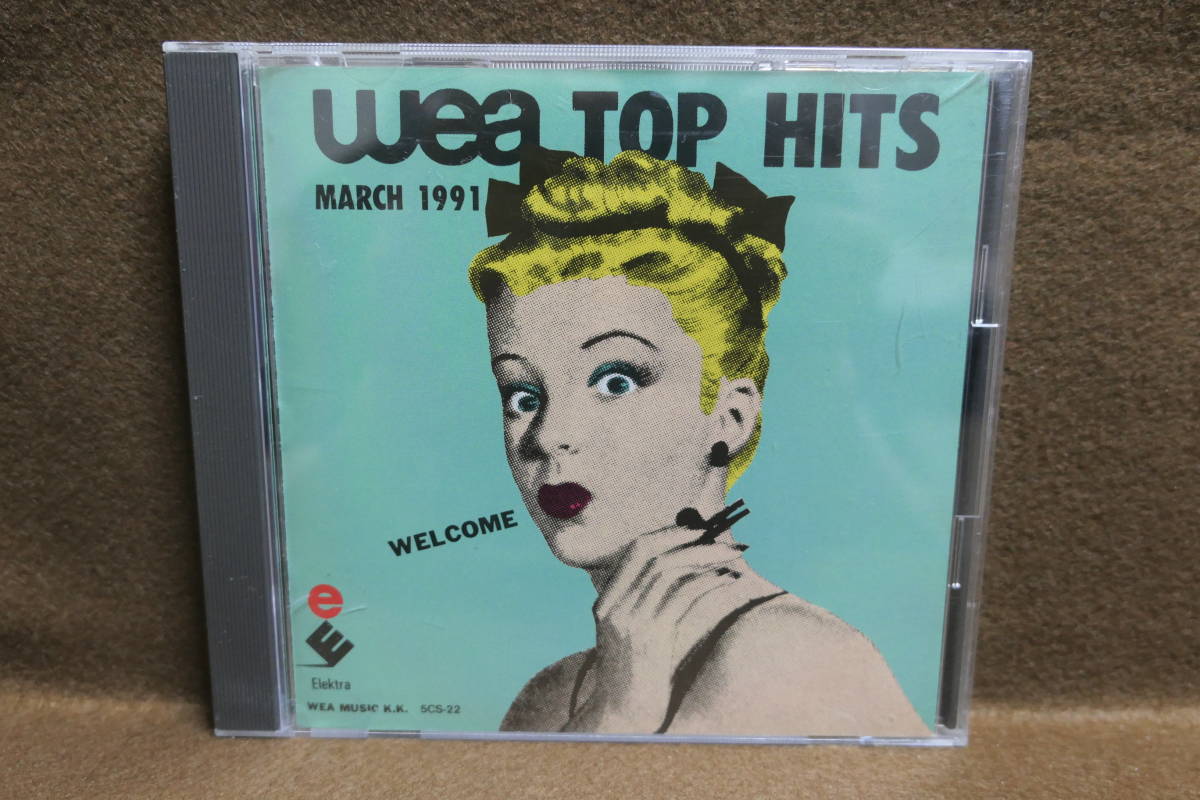 wea TOP HITS
MARCH 1991
WELCOME
e
E
Elektra
WEA MUSIC K.K. 5CS-22